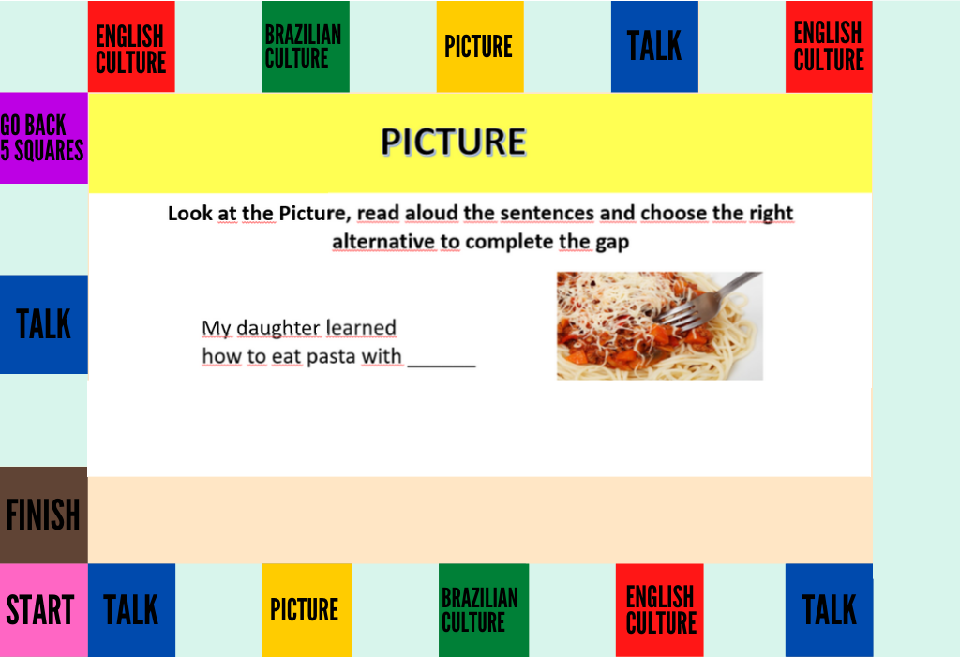 ENGLISH
CULTURE
BRAZILIAN
CULTURE
PICTURE
TALK
ENGLISH
CULTURE
GO BACK
5 SQUARES
PICTURE
Look at the Picture, read aloud the sentences and choose the right
alternative to complete the gap
My daughter learned
how to eat pasta with _______
TALK
FINISH
START
TALK
PICTURE
BRAZILIAN
CULTURE
ENGLISH
CULTURE
TALK